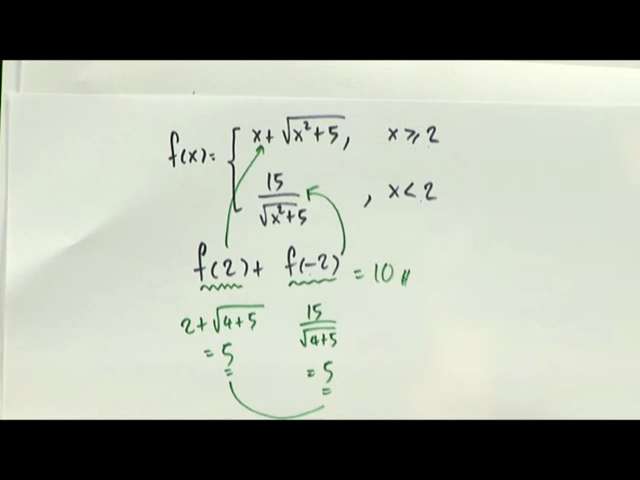 f(x) = { x + √(x² + 5), x ≥ 2
15/√(x² + 5), x < 2
f(2) + f(-2) = 10 //
2 + √(4+5) 15/√(4+5)
= 5 = 5